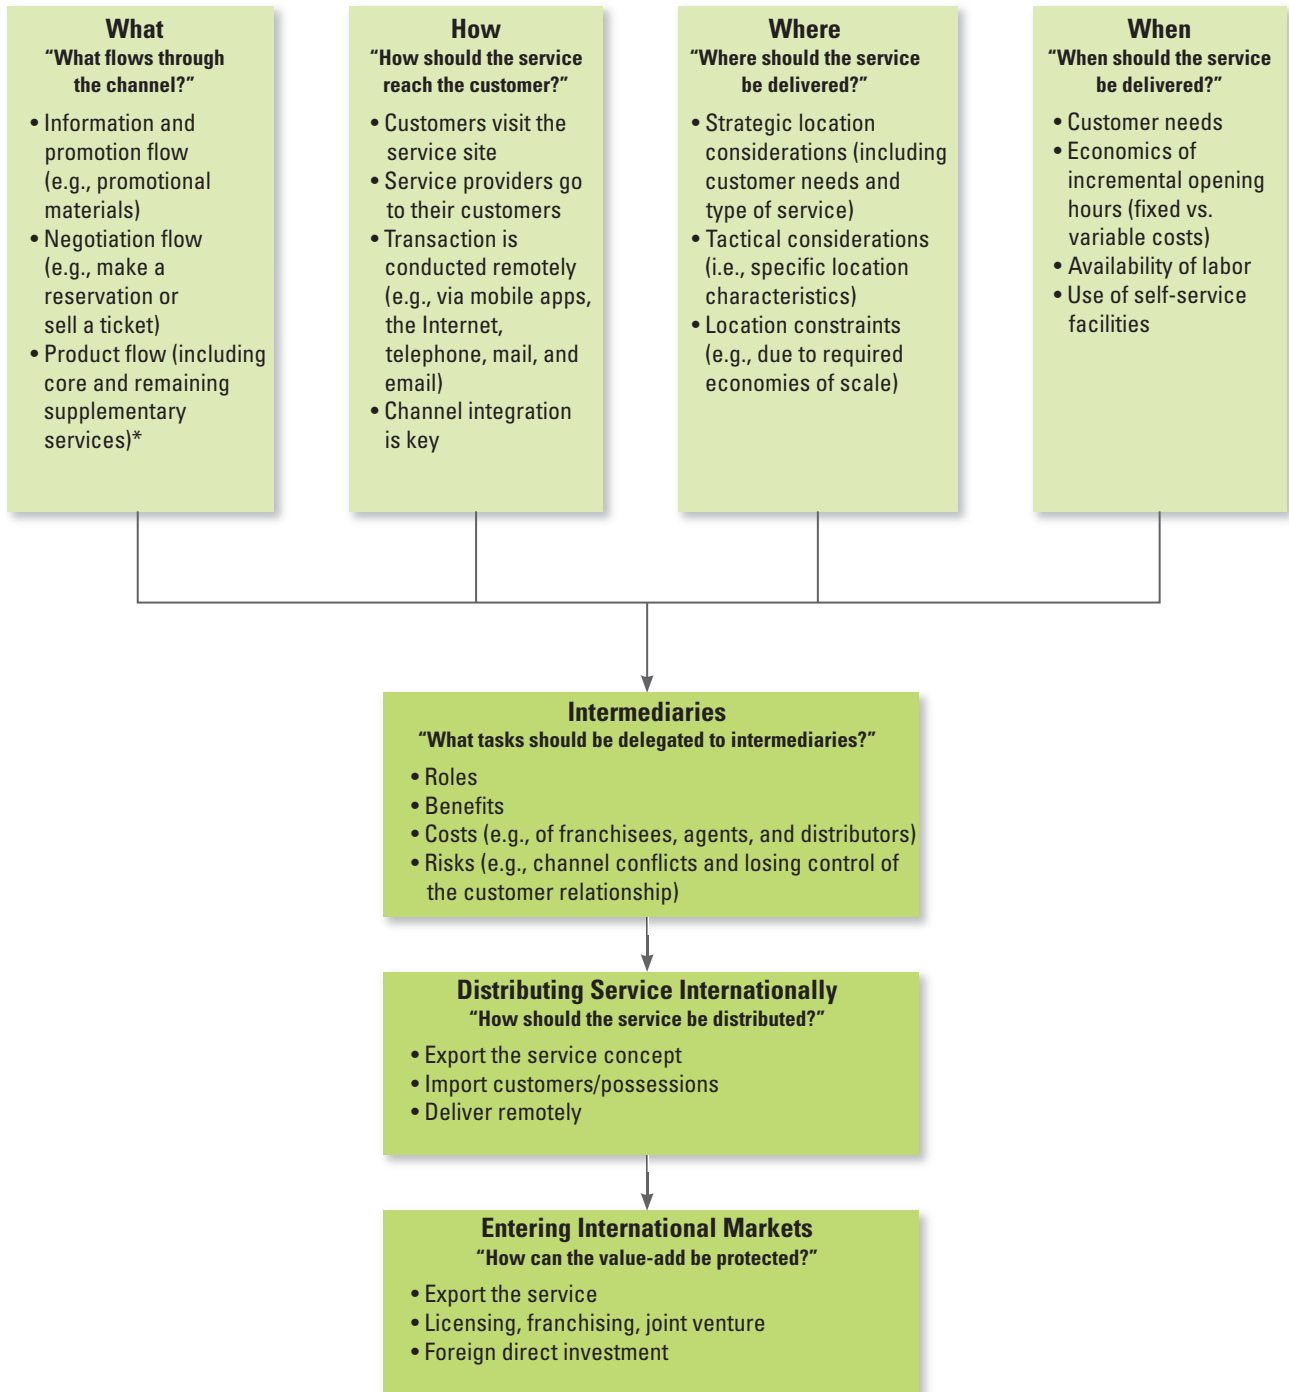 What
“What flows through
the channel?”
• Information and
promotion flow
(e.g., promotional
materials)
• Negotiation flow
(e.g., make a
reservation or
sell a ticket)
• Product flow (including
core and remaining
supplementary
services)*
How
“How should the service
reach the customer?”
• Customers visit the
service site
• Service providers go
to their customers
• Transaction is
conducted remotely
(e.g., via mobile apps,
the Internet,
telephone, mail, and
email)
• Channel integration
is key
Where
“Where should the service
be delivered?”
• Strategic location
considerations (including
customer needs and
type of service)
• Tactical considerations
(i.e., specific location
characteristics)
• Location constraints
(e.g., due to required
economies of scale)
When
“When should the service
be delivered?”
• Customer needs
• Economics of
incremental opening
hours (fixed vs.
variable costs)
• Availability of labor
• Use of self-service
facilities
Intermediaries
“What tasks should be delegated to intermediaries?”
• Roles
• Benefits
• Costs (e.g., of franchisees, agents, and distributors)
• Risks (e.g., channel conflicts and losing control of
the customer relationship)
Distributing Service Internationally
“How should the service be distributed?”
• Export the service concept
• Import customers/possessions
• Deliver remotely
Entering International Markets
“How can the value-add be protected?”
• Export the service
• Licensing, franchising, joint venture
• Foreign direct investment